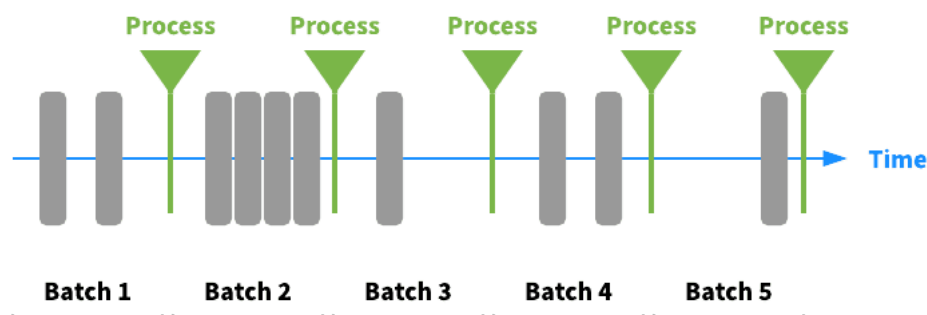 Process Process Process Process Process
Time
Batch 1 Batch 2 Batch 3 Batch 4 Batch 5